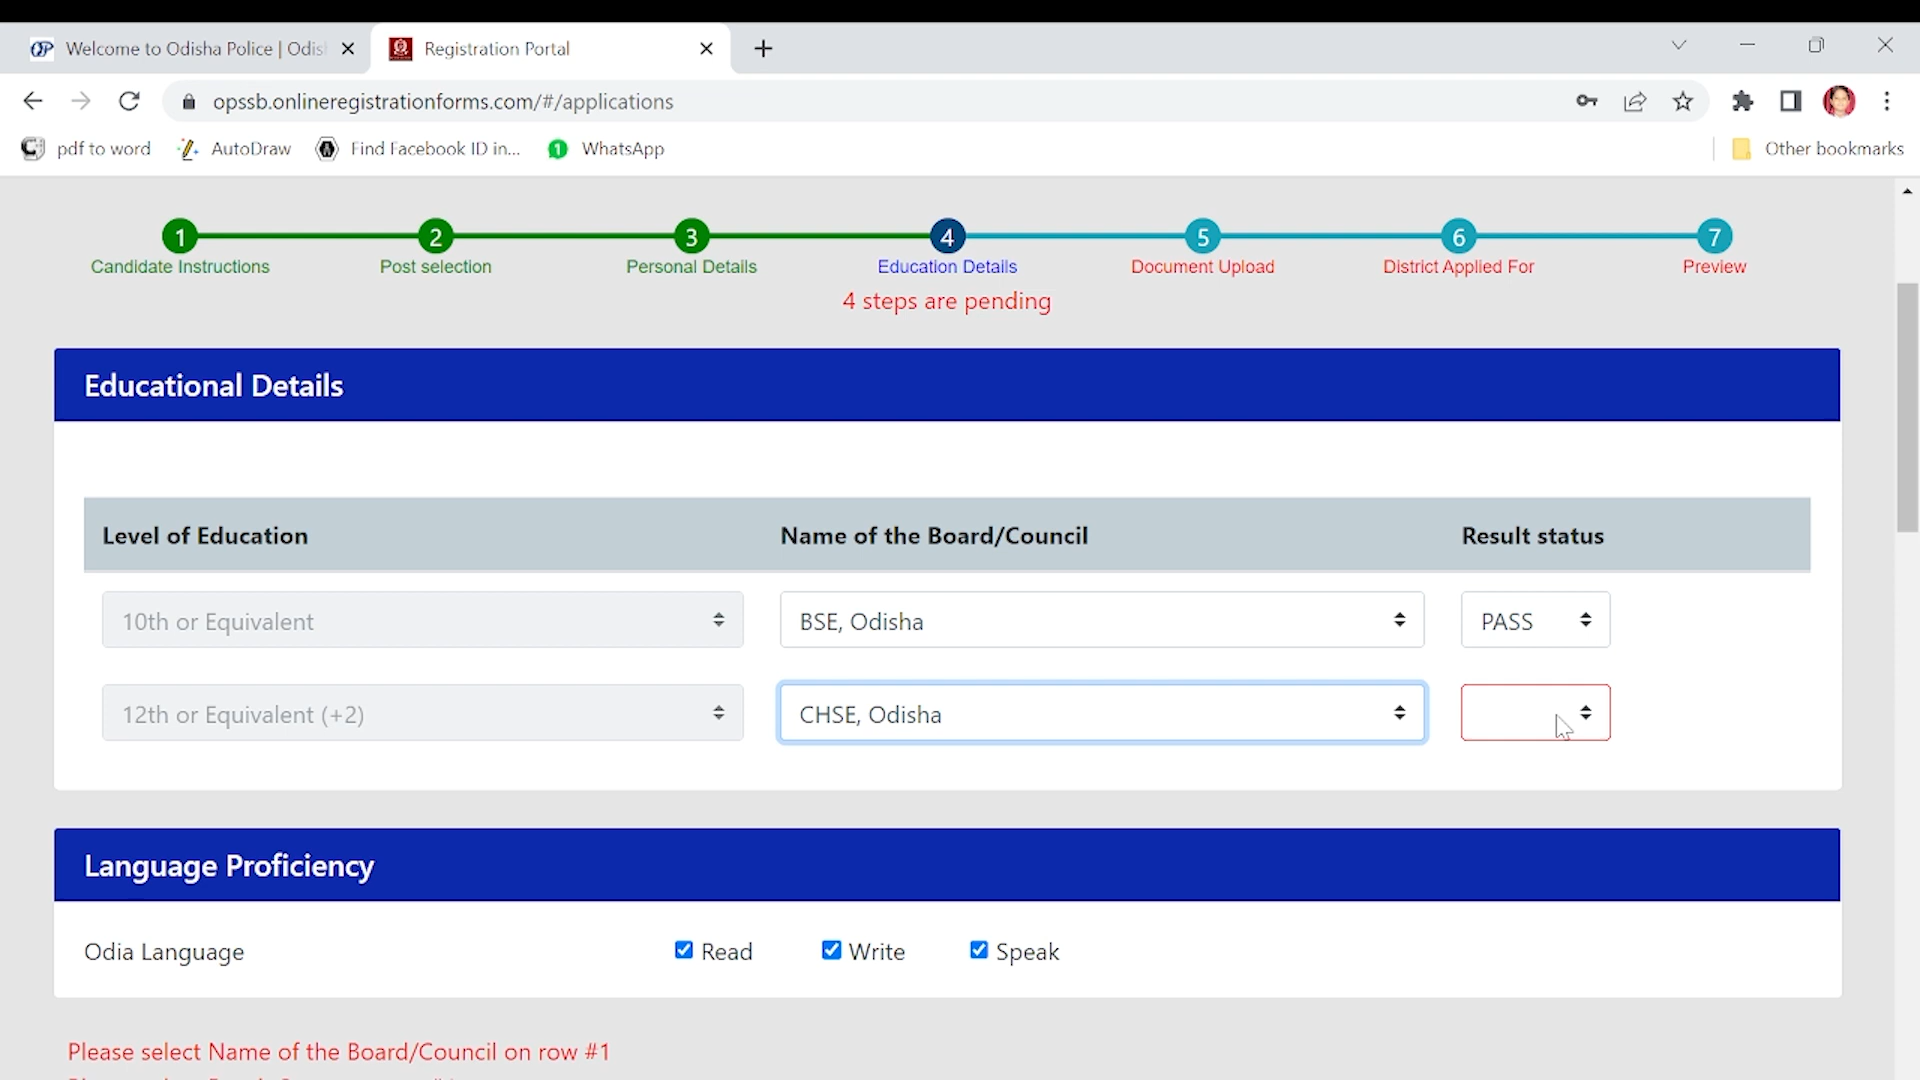 Welcome to Odisha Police | Odis
Registration Portal
opssb.onlineregistrationforms.com/#/applications
pdf to word
AutoDraw
Find Facebook ID in...
1
WhatsApp
Other bookmarks
1 2 3 4 5 6 7
Candidate Instructions Post selection Personal Details Education Details Document Upload District Applied For Preview
4 steps are pending
Educational Details
Level of Education Name of the Board/Council Result status
10th or Equivalent BSE, Odisha PASS
12th or Equivalent (+2) CHSE, Odisha
Language Proficiency
Odia Language Read Write Speak
Please select Name of the Board/Council on row #1